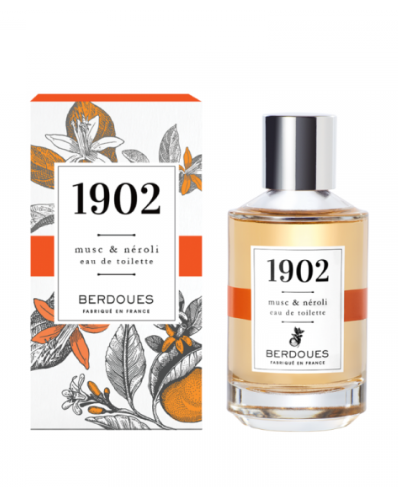 1902
musc & néroli
eau de toilette
BERDOUES
FABRIQUÉ EN FRANCE
1902
musc & néroli
eau de toilette
BERDOUES
FABRIQUÉ EN FRANCE